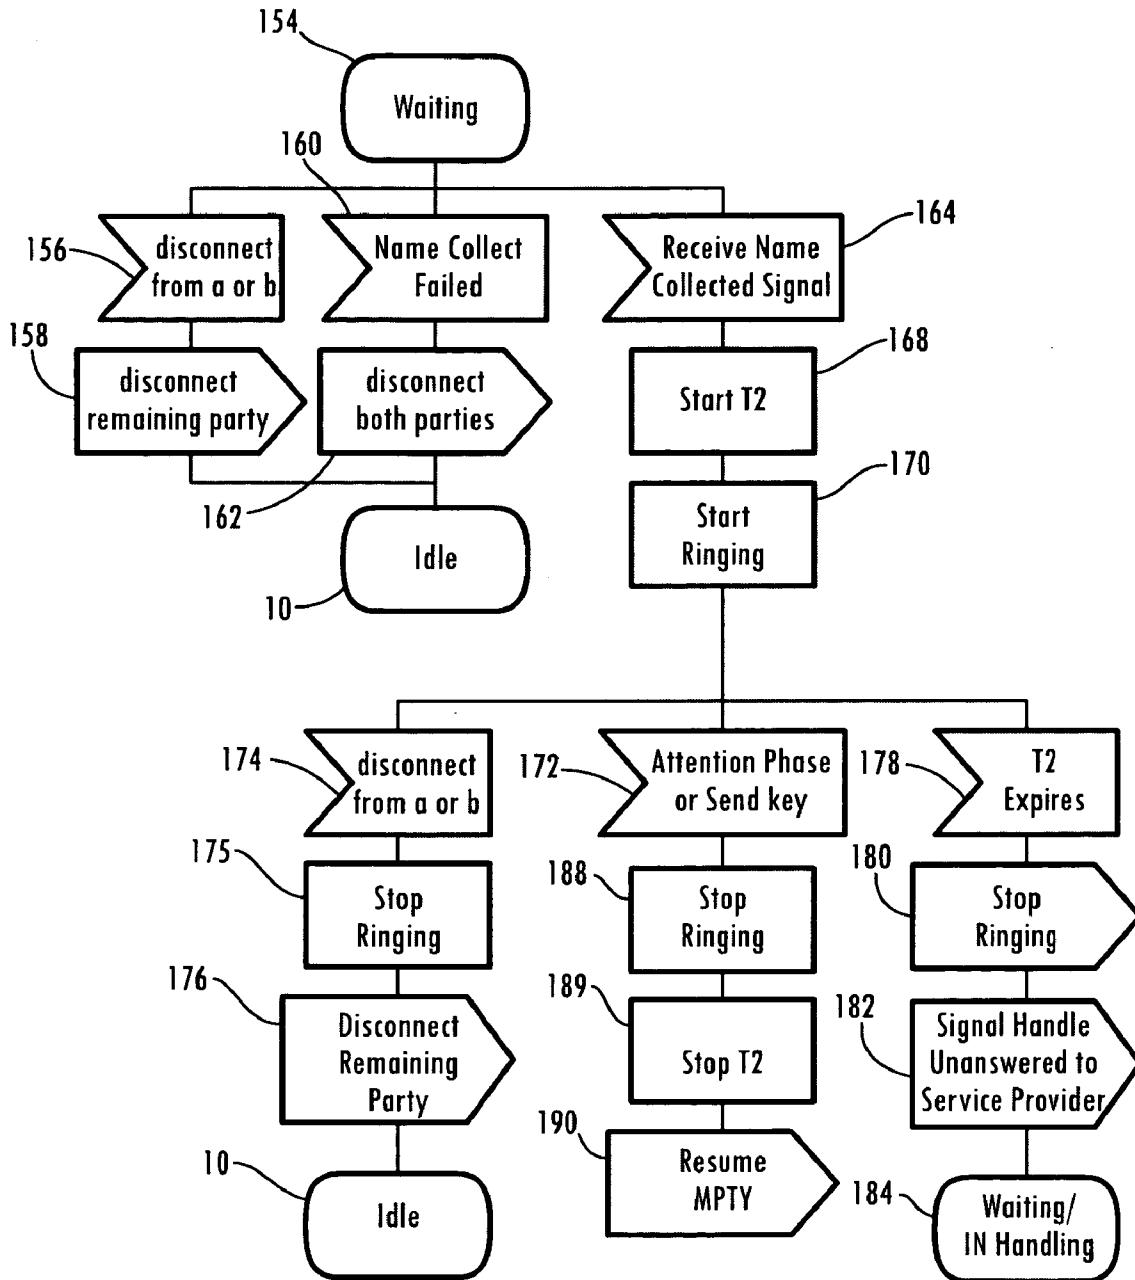 154
Waiting
160
156
disconnect
from a or b
Name Collect
Failed
Receive Name
Collected Signal
164
158
disconnect
remaining party
disconnect
both parties
162
Start T2
168
Start
Ringing
170
Idle
10
174
disconnect
from a or b
172
Attention Phase
or Send key
178
T2
Expires
175
Stop
Ringing
188
Stop
Ringing
180
Stop
Ringing
176
Disconnect
Remaining
Party
189
Stop T2
182
Signal Handle
Unanswered to
Service Provider
190
Resume
MPTY
10
Idle
184
Waiting/
IN Handling